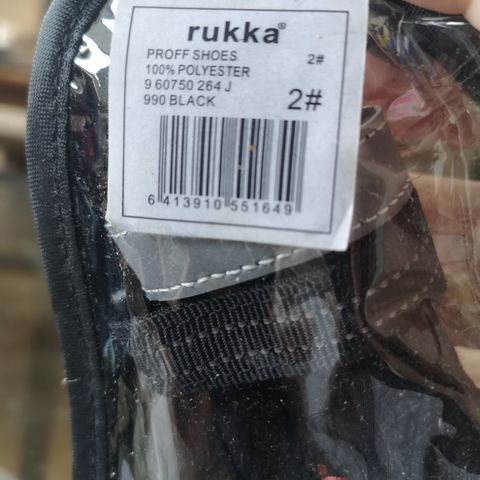 rukka®
PROFF SHOES 2#
100% POLYESTER
9 60750 264 J
990 BLACK 2#
6 413910 551649